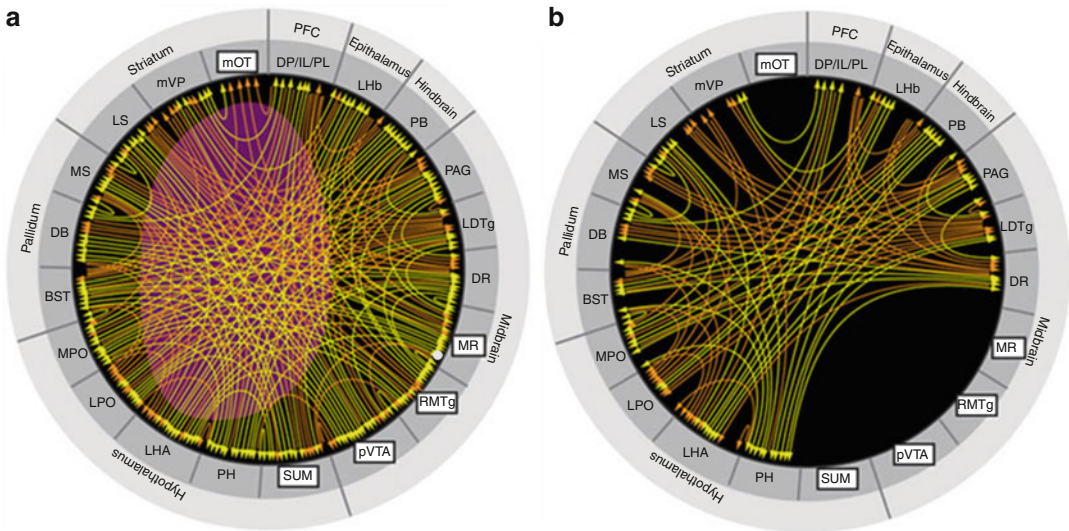 a
PFC
Striatum
Epithalamus
Hindbrain
Midbrain
Hypothalamus
Pallidum
mOT
DP/IL/PL
LHb
PB
PAG
LDTg
DR
MR
RMTg
pVTA
SUM
PH
LHA
LPO
MPO
BST
DB
MS
LS
mVP
b
PFC
Striatum
Epithalamus
Hindbrain
Midbrain
Hypothalamus
Pallidum
mOT
DP/IL/PL
LHb
PB
PAG
LDTg
DR
MR
RMTg
pVTA
SUM
PH
LHA
LPO
MPO
BST
DB
MS
LS
mVP